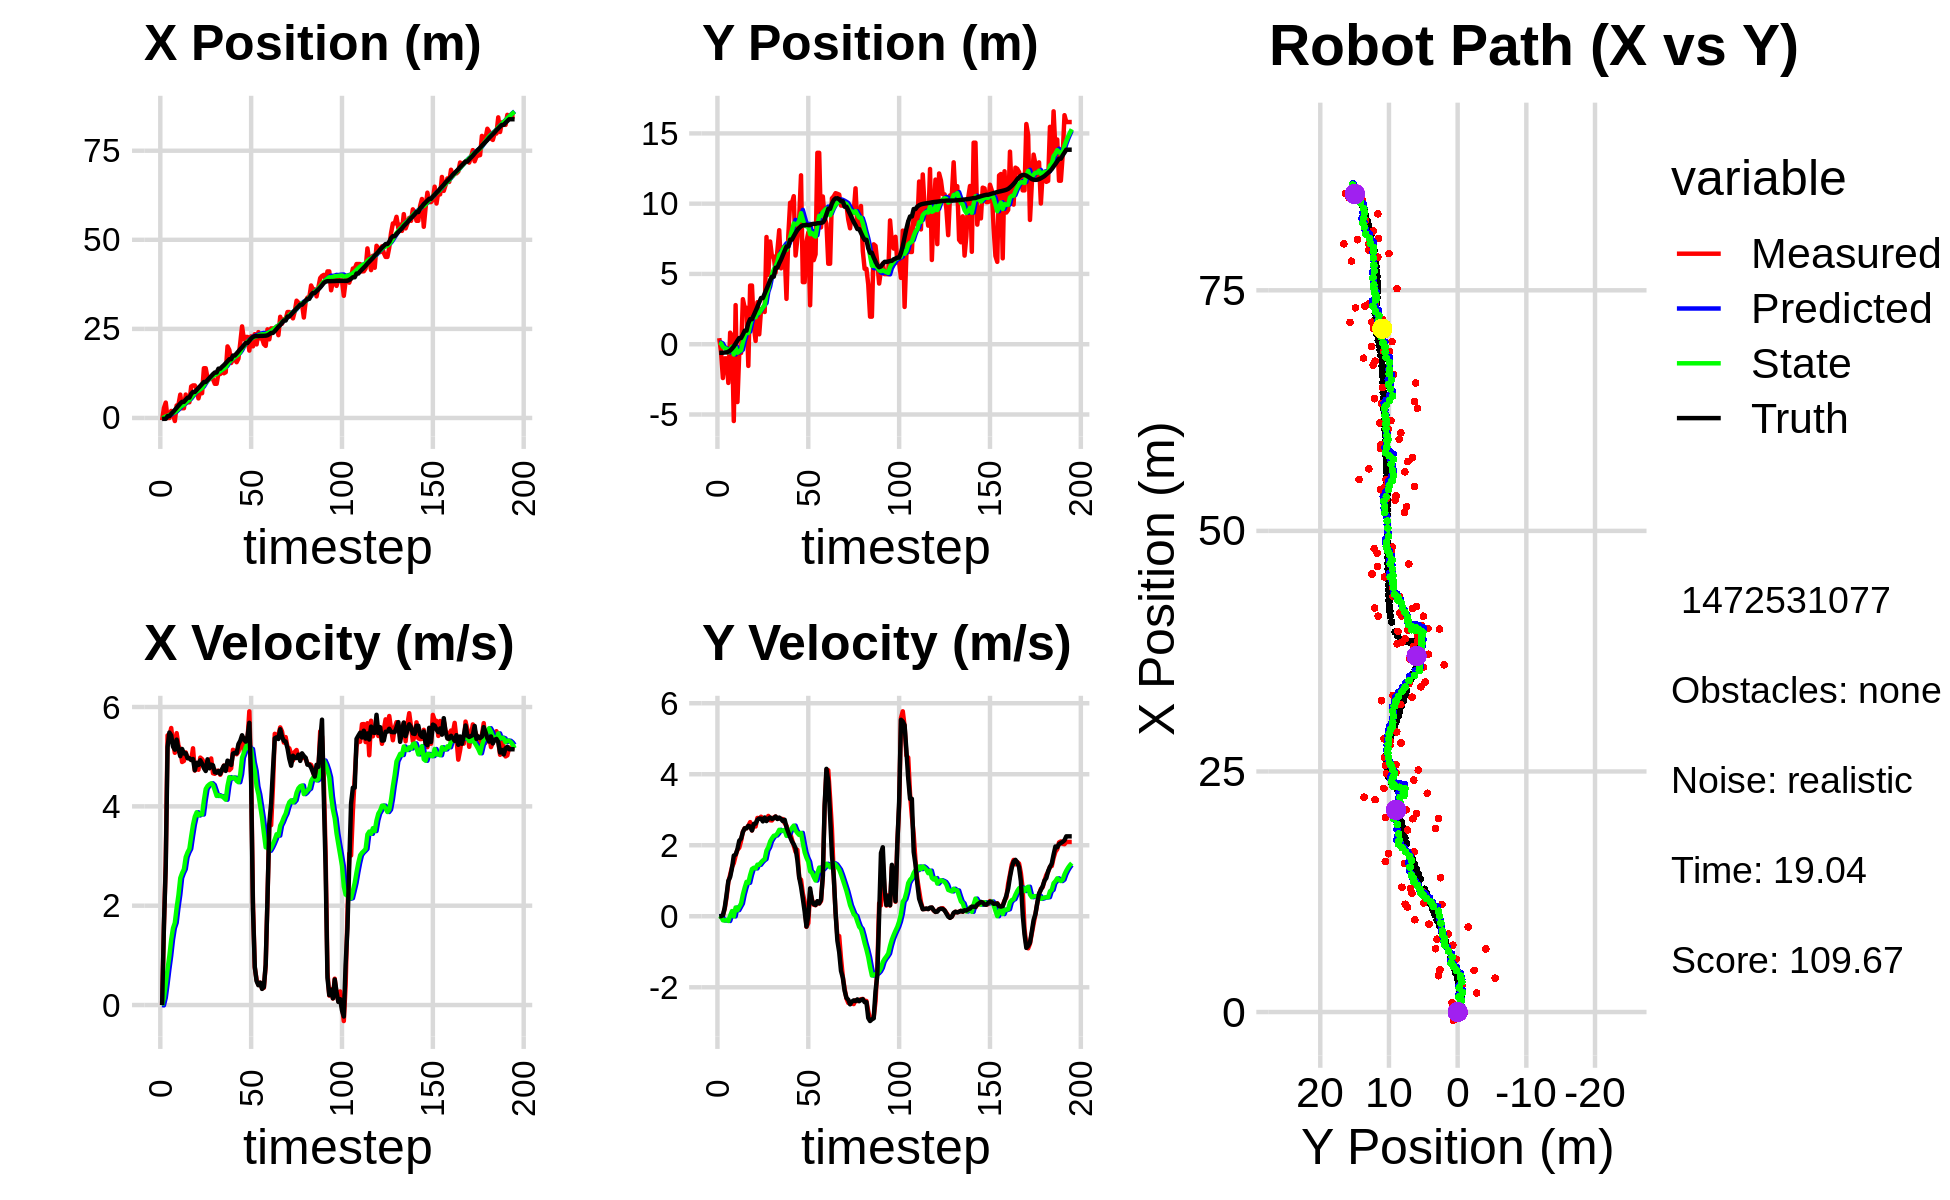 X Position (m)
75
50
25
0
0
50
100
150
200
timestep
Y Position (m)
15
10
5
0
-5
0
50
100
150
200
timestep
X Velocity (m/s)
6
4
2
0
0
50
100
150
200
timestep
Y Velocity (m/s)
6
4
2
0
-2
0
50
100
150
200
timestep
Robot Path (X vs Y)
X Position (m)
75
50
25
0
20 10 0 -10 -20
Y Position (m)
variable
Measured
Predicted
State
Truth
1472531077
Obstacles: none
Noise: realistic
Time: 19.04
Score: 109.67